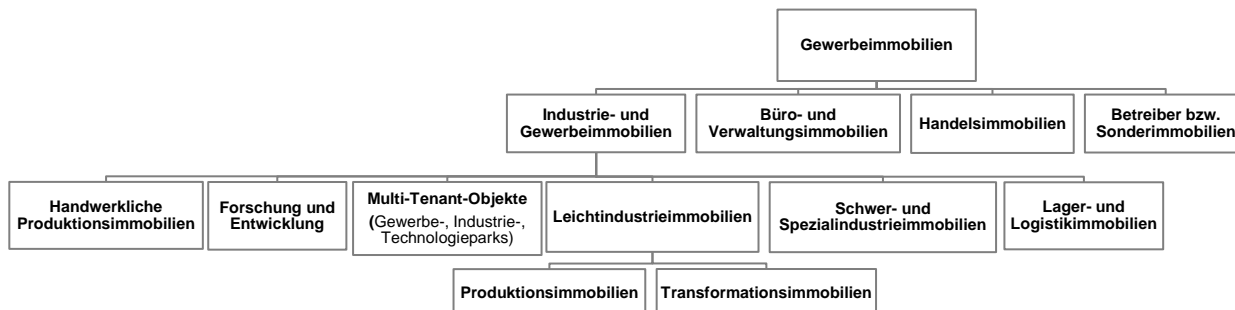 Gewerbeimmobilien
Industrie- und
Gewerbeimmobilien
Büro- und
Verwaltungsimmobilien
Handelsimmobilien
Betreiber bzw.
Sonderimmobilien
Handwerkliche
Produktionsimmobilien
Forschung und
Entwicklung
Multi-Tenant-Objekte
(Gewerbe-, Industrie-,
Technologieparks)
Leichtindustrieimmobilien
Schwer- und
Spezialindustrieimmobilien
Lager- und
Logistikimmobilien
Produktionsimmobilien
Transformationsimmobilien